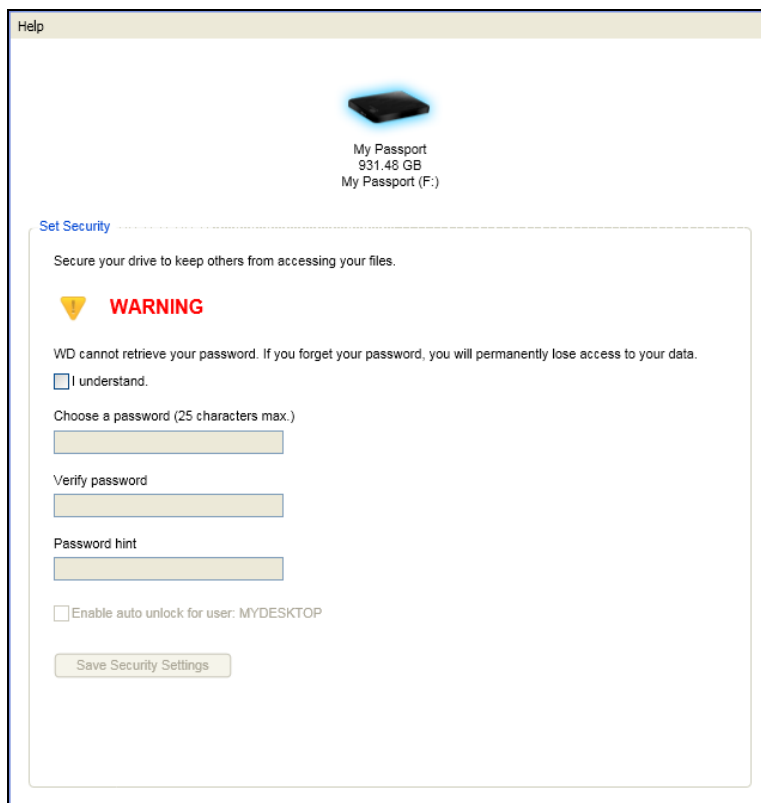 Help
My Passport
931.48 GB
My Passport (F:)
Set Security
Secure your drive to keep others from accessing your files.
WARNING
WD cannot retrieve your password. If you forget your password, you will permanently lose access to your data.
I understand.
Choose a password (25 characters max.)
Verify password
Password hint
Enable auto unlock for user: MYDESKTOP
Save Security Settings